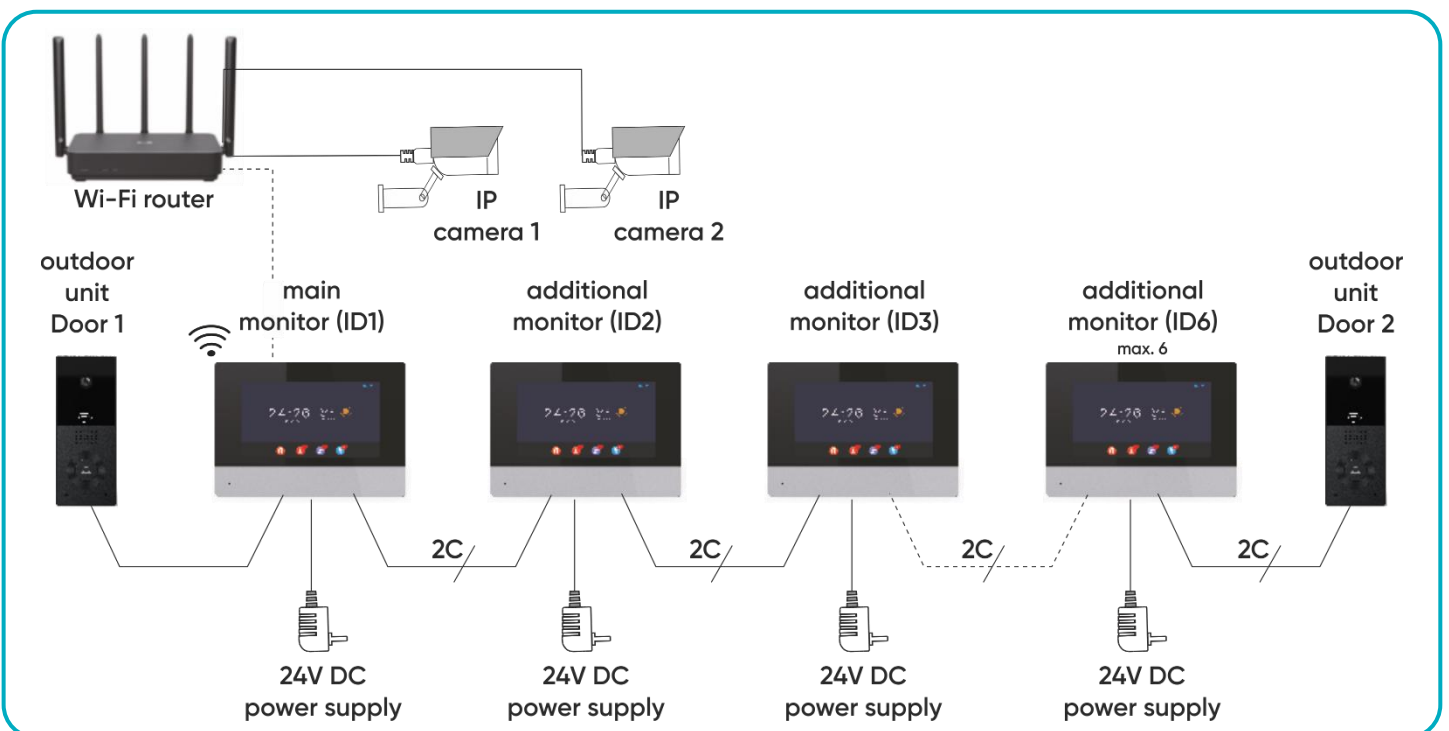 Wi-Fi router
IP
camera 1
IP
camera 2
outdoor
unit
Door 1
main
monitor (ID1)
additional
monitor (ID2)
additional
monitor (ID3)
additional
monitor (ID6)
max. 6
outdoor
unit
Door 2
2C
2C
2C
2C
24V DC
power supply
24V DC
power supply
24V DC
power supply
24V DC
power supply